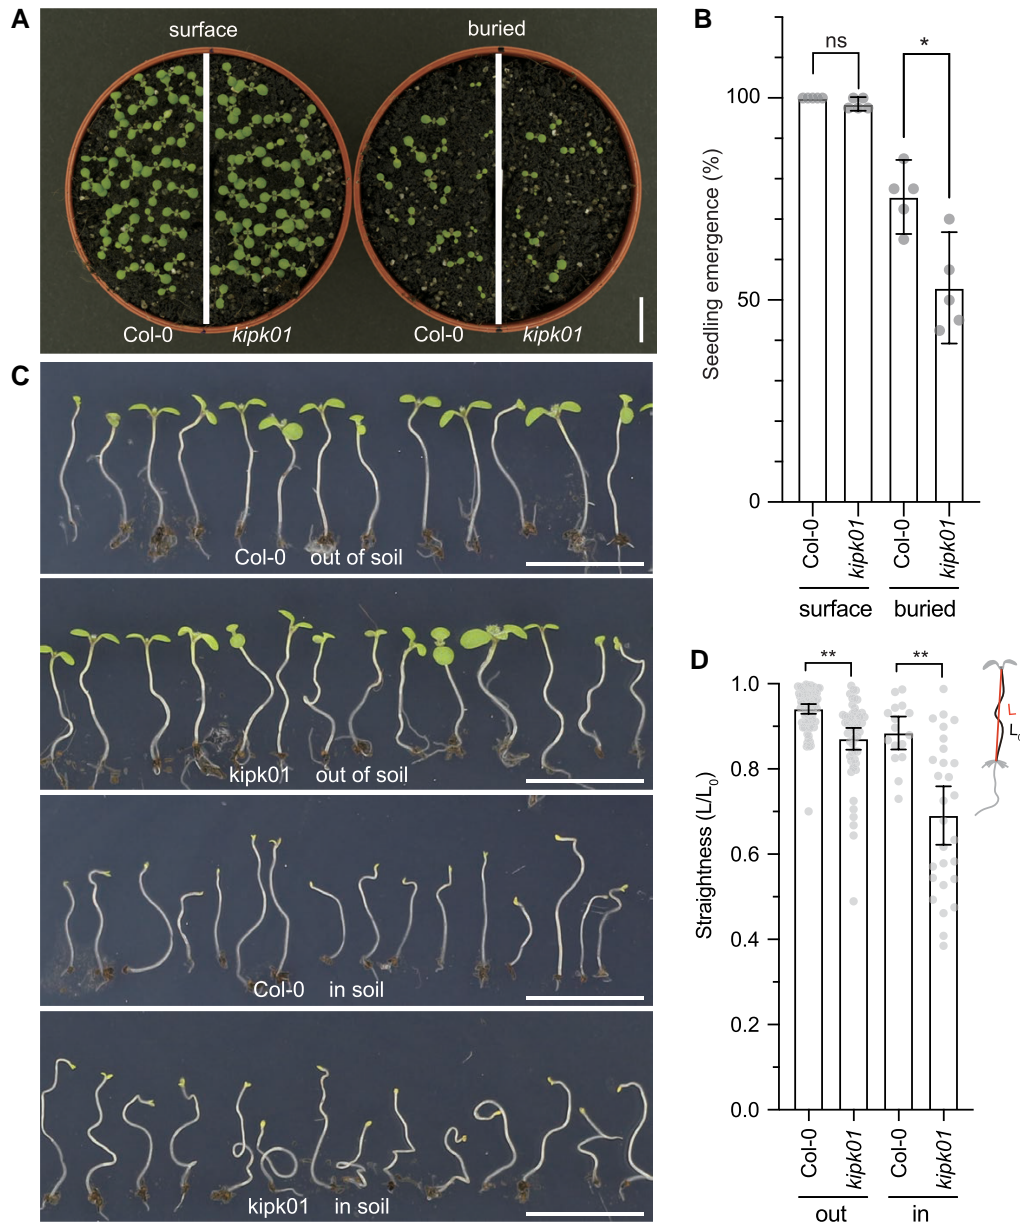 A
surface
buried
Col-0
kipk01
Col-0
kipk01
B
ns
*
100
50
0
Seedling emergence (%)
Col-0
kipk01
Col-0
kipk01
surface
buried
C
Col-0 out of soil
kipk01 out of soil
Col-0 in soil
kipk01 in soil
D
**
**
1.0
0.8
0.6
0.4
0.2
0.0
Straightness (L/L0)
L
L0
Col-0
kipk01
Col-0
kipk01
out
in